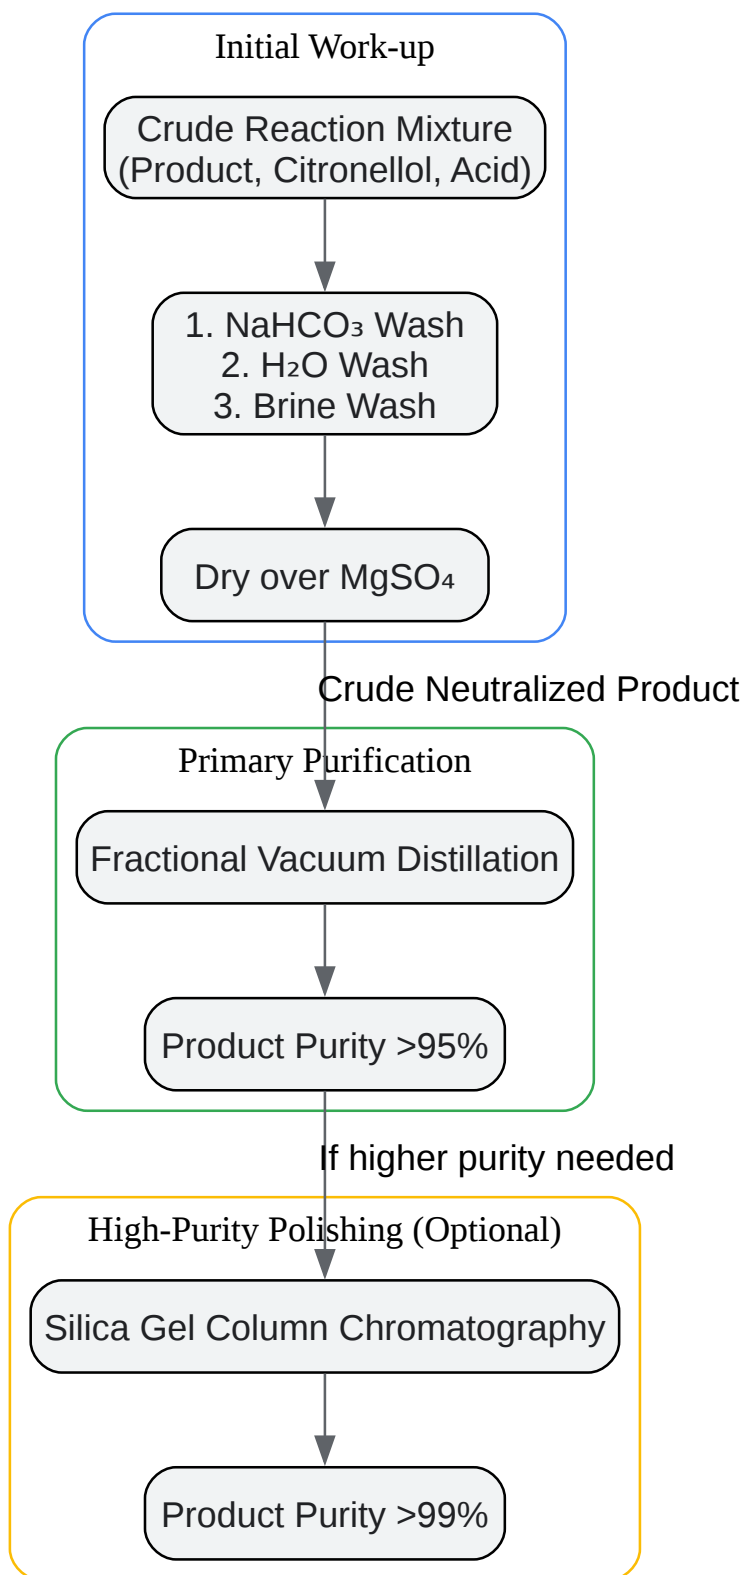 Initial Work-up
Crude Reaction Mixture
(Product, Citronellol, Acid)
1. NaHCO₃ Wash
2. H₂O Wash
3. Brine Wash
Dry over MgSO₄
Crude Neutralized Product
Primary Purification
Fractional Vacuum Distillation
Product Purity >95%
If higher purity needed
High-Purity Polishing (Optional)
Silica Gel Column Chromatography
Product Purity >99%